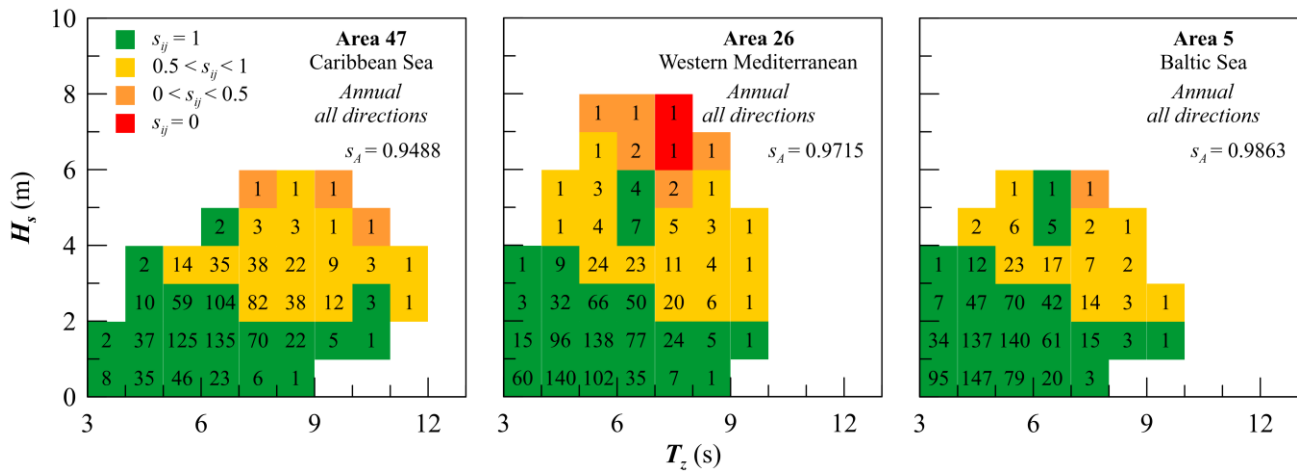 10
8
6
4
2
0
H_s (m)
s_ij = 1
0.5 < s_ij < 1
0 < s_ij < 0.5
s_ij = 0
Area 47
Caribbean Sea
Annual
all directions
s_A = 0.9488
1 1 1
2 3 3 1 1
2 14 35 38 22 9 3 1
10 59 104 82 38 12 3 1
2 37 125 135 70 22 5 1
8 35 46 23 6 1
3 6 9 12
Area 26
Western Mediterranean
Annual
all directions
s_A = 0.9715
1 1 1
1 2 1 1
1 3 4 2 1
1 4 7 5 3 1
1 9 24 23 11 4 1
3 32 66 50 20 6 1
15 96 138 77 24 5 1
60 140 102 35 7 1
3 6 9 12
T_z (s)
Area 5
Baltic Sea
Annual
all directions
s_A = 0.9863
1 1 1
2 6 5 2 1
1 12 23 17 7 2
7 47 70 42 14 3 1
34 137 140 61 15 3 1
95 147 79 20 3
3 6 9 12